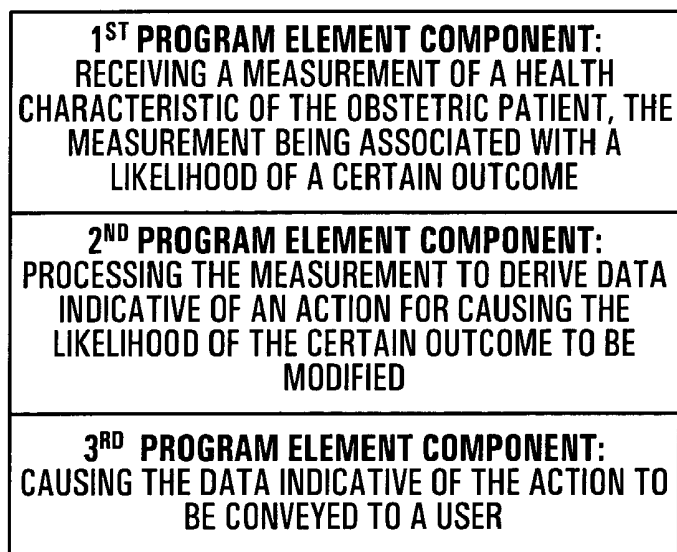 1ST PROGRAM ELEMENT COMPONENT:
RECEIVING A MEASUREMENT OF A HEALTH
CHARACTERISTIC OF THE OBSTETRIC PATIENT, THE
MEASUREMENT BEING ASSOCIATED WITH A
LIKELIHOOD OF A CERTAIN OUTCOME
2ND PROGRAM ELEMENT COMPONENT:
PROCESSING THE MEASUREMENT TO DERIVE DATA
INDICATIVE OF AN ACTION FOR CAUSING THE
LIKELIHOOD OF THE CERTAIN OUTCOME TO BE
MODIFIED
3RD PROGRAM ELEMENT COMPONENT:
CAUSING THE DATA INDICATIVE OF THE ACTION TO
BE CONVEYED TO A USER